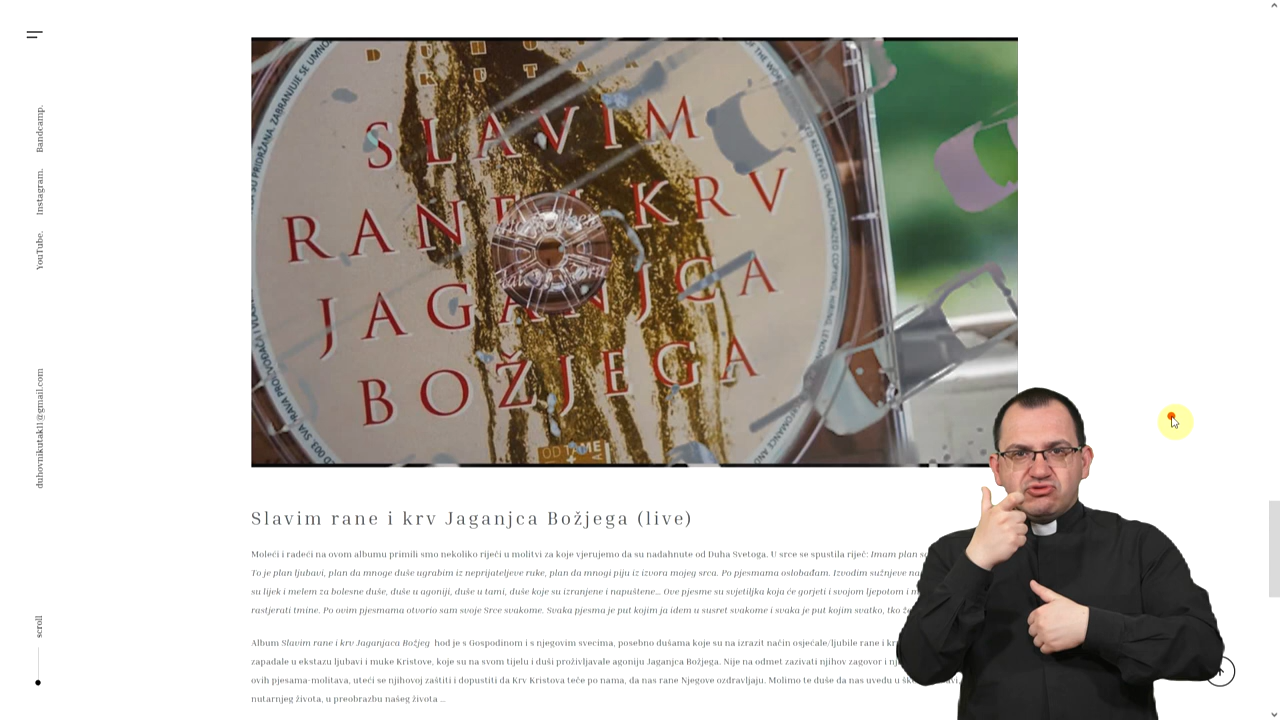 Bandcamp.
Instagram.
YouTube.
duhovnikutak11@gmail.com
scroll
SLAVIM
RANE I KRV
JAGANJCA
BOŽJEGA
OD TAME
Slavim rane i krv Jaganjca Božjega (live)
Moleći i radeći na ovom albumu primili smo nekoliko riječi u molitvi za koje vjerujemo da su nadahnute od Duha Svetoga. U srce se spustila riječ: Imam plan
To je plan ljubavi, plan da mnoge duše ugrabim iz neprijateljeve ruke, plan da mnogi piju iz izvora mojeg srca. Po pjesmama oslobađam. Izvodim sužnjeve
su lijek i melem za bolesne duše, duše u agoniji, duše u tami, duše koje su izranjene i napuštene... Ove pjesme su svjetiljka koja će gorjeti i svojom ljepotom i
rastjerati tmine. Po ovim pjesmama otvorio sam svoje Srce svakome. Svaka pjesma je put kojim ja idem u susret svakome i svaka je put kojim svatko, tko
Album Slavim rane i krv Jaganjaca Božjeg hod je s Gospodinom i s njegovim svecima, posebno dušama koje su na izrazit način osjećale/ljubile rane i
zapadale u ekstazu ljubavi i muke Kristove, koje su na svom tijelu i duši proživljavale agoniju Jaganjca Božjega. Nije na odmet zazivati njihov zagovor i
ovih pjesama-molitava, uteći se njihovoj zaštiti i dopustiti da Krv Kristova teče po nama, da nas rane Njegove ozdravljaju. Molimo te duše da nas uvedu u
nutarnjeg života, u preobrazbu našeg života ...